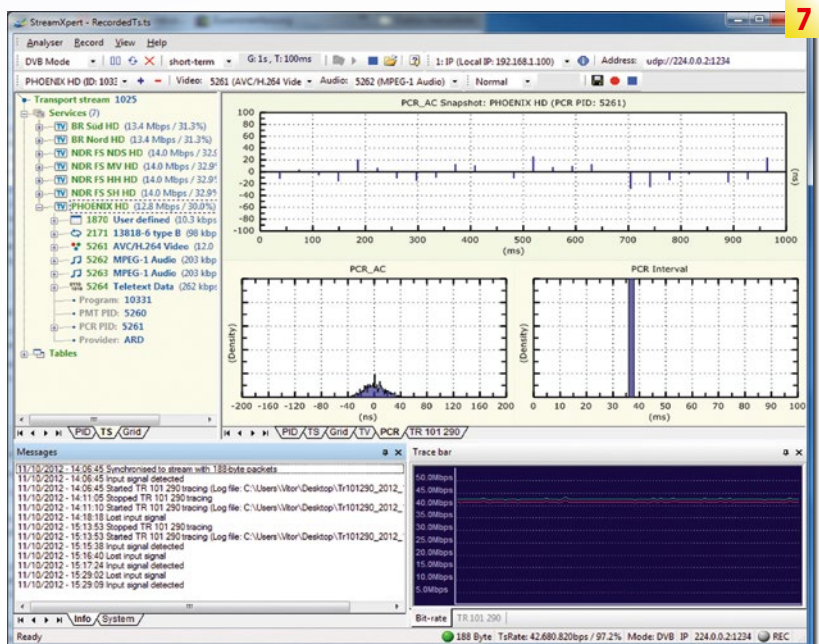 7
StreamXpert - RecordedTs.ts
Analyser Record View Help
DVB Mode short-term G: 1s, T: 100ms 1: IP (Local IP: 192.168.1.100) Address: udp://224.0.0.2:1234
PHOENIX HD (ID: 1033 Video: 5261 (AVC/H.264 Vide Audio: 5262 (MPEG-1 Audio) Normal
Transport stream 1025
Services (7)
TV BR Süd HD (13.4 Mbps / 31.3%)
TV BR Nord HD (13.4 Mbps / 31.3%)
TV NDR FS NDS HD (14.0 Mbps / 32.9
TV NDR FS MV HD (14.0 Mbps / 32.9%
TV NDR FS HH HD (14.0 Mbps / 32.9%
TV NDR FS SH HD (14.0 Mbps / 32.9%
TV PHOENIX HD (12.8 Mbps / 30.0%)
1870 User defined (10.3 kbps
2171 13818-6 type B (98 kbp
5261 AVC/H.264 Video (12.0
5262 MPEG-1 Audio (203 kbp
5263 MPEG-1 Audio (203 kbp
5264 Teletext Data (262 kbp
Program: 10331
PMT PID: 5260
PCR PID: 5261
Provider: ARD
Tables
PID TS Grid
PCR_AC Snapshot: PHOENIX HD (PCR PID: 5261)
100
80
60
40
20
0
-20
-40
-60
-80
-100
(ns)
0 100 200 300 400 500 600 700 800 900 1000
(ms)
PCR_AC
(Density)
-200 -160 -120 -80 -40 0 40 80 120 160 200
(ns)
PCR Interval
(Density)
0 10 20 30 40 50 60 70 80 90 100
(ms)
PID TS Grid TV PCR TR 101 290
Messages
11/10/2012 - 14:06:45 Synchronised to stream with 188-byte packets
11/10/2012 - 14:06:45 Input signal detected
11/10/2012 - 14:06:45 Started TR 101 290 tracing (Log file: C:\Users\Vitor\Desktop\Tr101290_2012_
11/10/2012 - 14:11:05 Stopped TR 101 290 tracing
11/10/2012 - 14:11:10 Started TR 101 290 tracing (Log file: C:\Users\Vitor\Desktop\Tr101290_2012_
11/10/2012 - 14:18:18 Lost input signal
11/10/2012 - 15:13:53 Stopped TR 101 290 tracing
11/10/2012 - 15:13:53 Started TR 101 290 tracing (Log file: C:\Users\Vitor\Desktop\Tr101290_2012_
11/10/2012 - 15:15:38 Input signal detected
11/10/2012 - 15:16:40 Lost input signal
11/10/2012 - 15:17:24 Input signal detected
11/10/2012 - 15:29:02 Lost input signal
11/10/2012 - 15:29:09 Input signal detected
Info System
Trace bar
50.0Mbps
45.0Mbps
40.0Mbps
35.0Mbps
30.0Mbps
25.0Mbps
20.0Mbps
15.0Mbps
10.0Mbps
5.0Mbps
Bit-rate TR 101 290
Ready 188 Byte TsRate: 42.680.820bps / 97.2% Mode: DVB IP 224.0.0.2:1234 REC